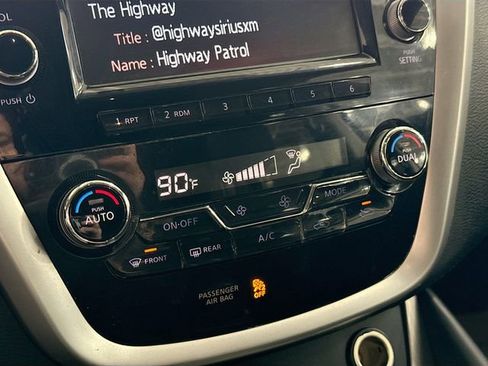 The Highway
Title : @highwaysiriusxm
Name : Highway Patrol
PUSH
PUSH
SETTING
1 RPT
2 RDM
3
4
5
6
90°F
PUSH
AUTO
PUSH
DUAL
ON·OFF
MODE
FRONT
REAR
A/C
PASSENGER
AIR BAG
OFF